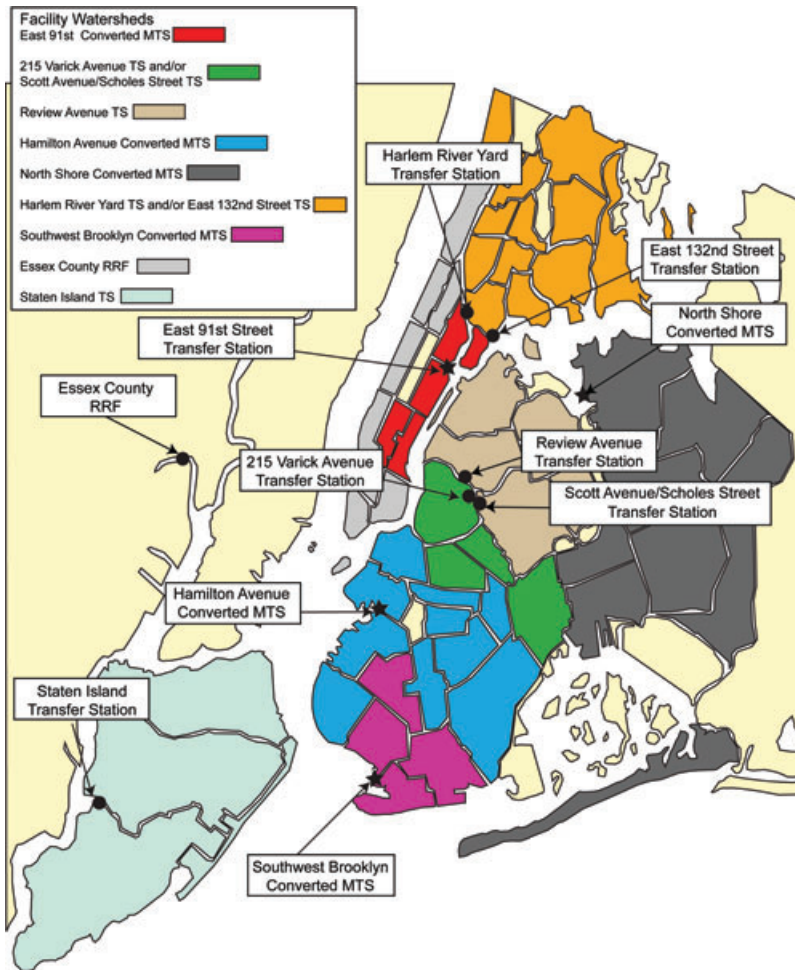 Facility Watersheds
East 91st Converted MTS
215 Varick Avenue TS and/or
Scott Avenue/Scholes Street TS
Review Avenue TS
Hamilton Avenue Converted MTS
North Shore Converted MTS
Harlem River Yard TS and/or East 132nd Street TS
Southwest Brooklyn Converted MTS
Essex County RRF
Staten Island TS
Harlem River Yard
Transfer Station
East 132nd Street
Transfer Station
North Shore
Converted MTS
East 91st Street
Transfer Station
Essex County
RRF
Review Avenue
Transfer Station
215 Varick Avenue
Transfer Station
Scott Avenue/Scholes Street
Transfer Station
Hamilton Avenue
Converted MTS
Staten Island
Transfer Station
Southwest Brooklyn
Converted MTS